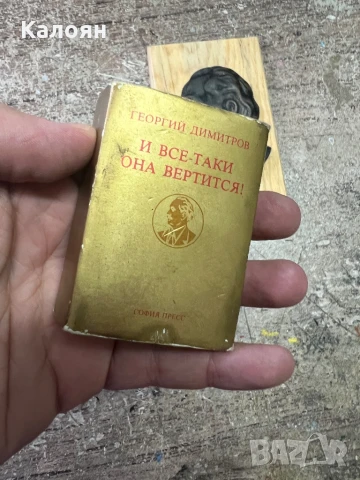 Калоян
ГЕОРГИЙ ДИМИТРОВ
И ВСЕ-ТАКИ
ОНА ВЕРТИТСЯ!
СОФИЯ ПРЕСС
BAZAR